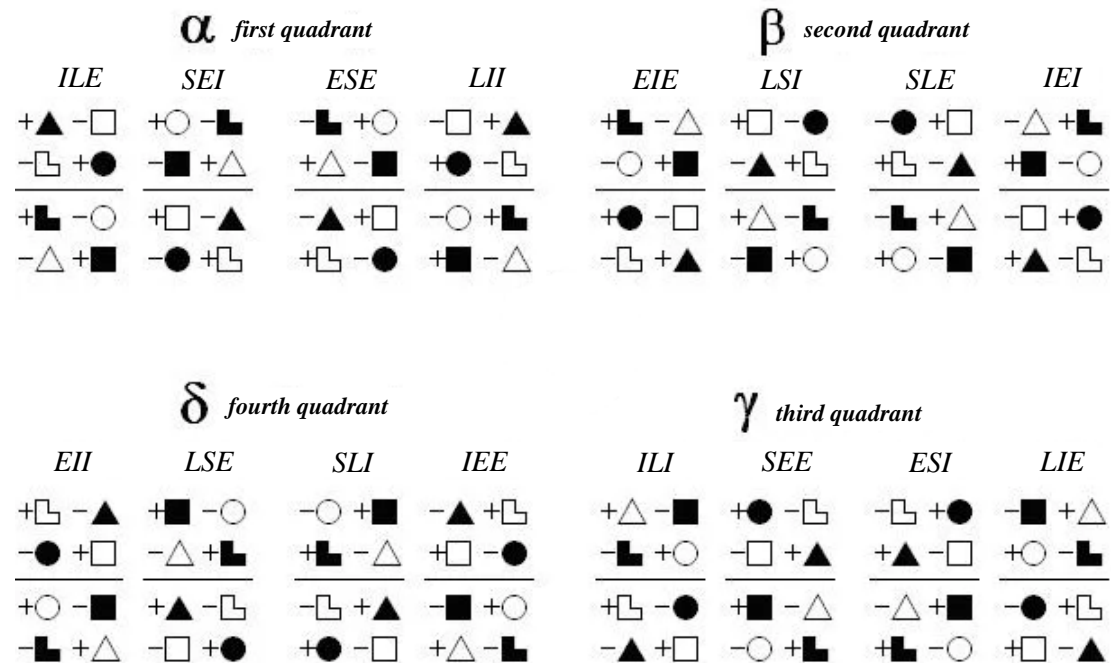 α first quadrant
ILE SEI ESE LII
+ - + - - + - +
- + - + + - + -
+ - + - - + - +
- + - + + - + -
β second quadrant
EIE LSI SLE IEI
+ - + - - + - +
- + - + + - + -
+ - + - - + - +
- + - + + - + -
δ fourth quadrant
EII LSE SLI IEE
+ - + - - + - +
- + - + + - + -
+ - + - - + - +
- + - + + - + -
γ third quadrant
ILI SEE ESI LIE
+ - + - - + - +
- + - + + - + -
+ - + - - + - +
- + - + + - + -